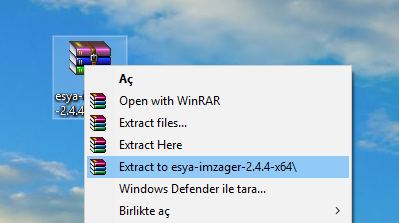 esya-
-2.4.4
Aç
Open with WinRAR
Extract files...
Extract Here
Extract to esya-imzager-2.4.4-x64\
Windows Defender ile tara...
Birlikte aç